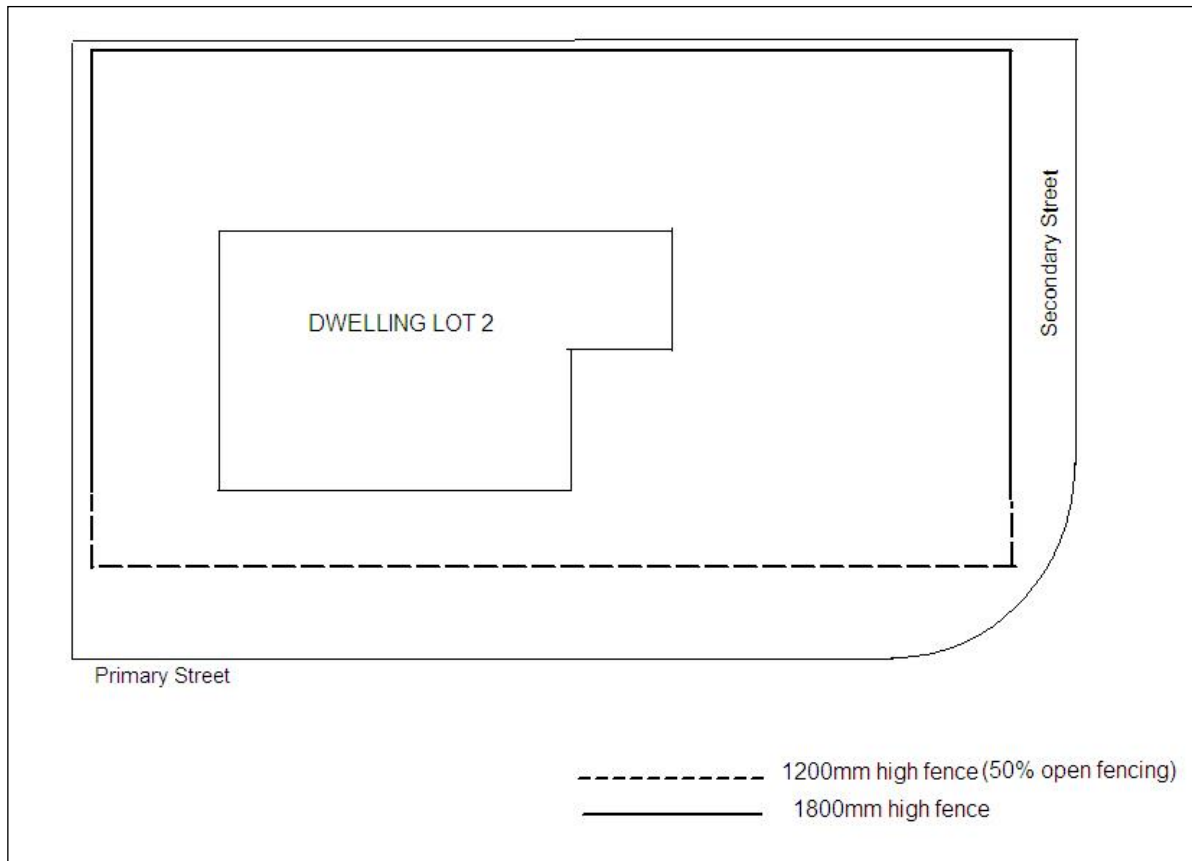 DWELLING LOT 2
Secondary Street
Primary Street
1200mm high fence (50% open fencing)
1800mm high fence